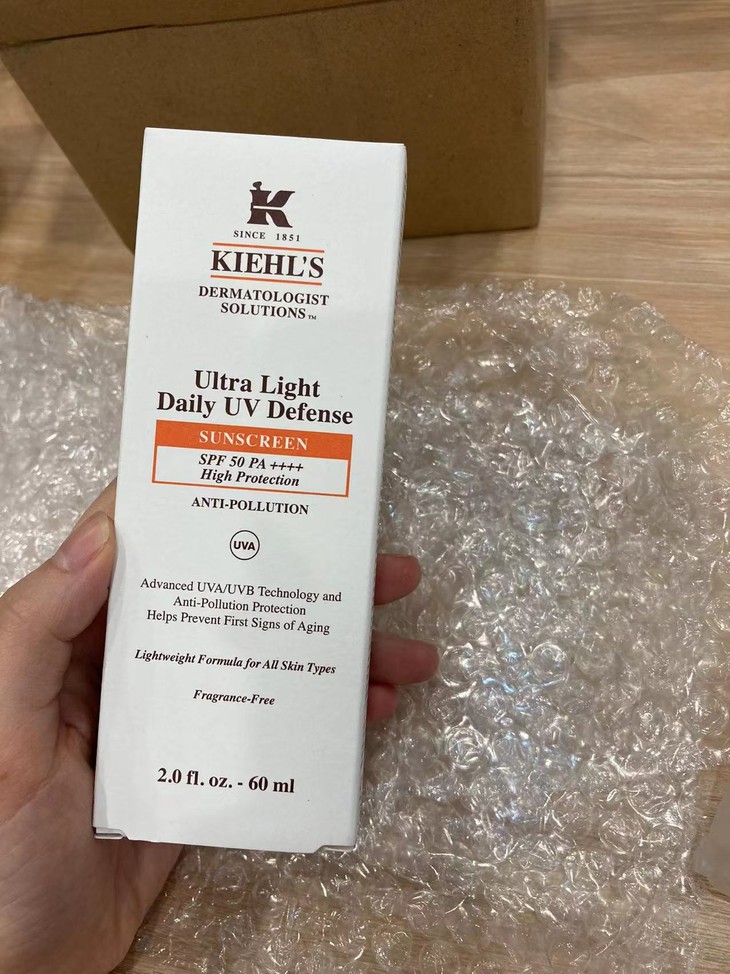 K
SINCE 1851
KIEHL'S
DERMATOLOGIST
SOLUTIONS™
Ultra Light
Daily UV Defense
SUNSCREEN
SPF 50 PA ++++
High Protection
ANTI-POLLUTION
UVA
Advanced UVA/UVB Technology and
Anti-Pollution Protection
Helps Prevent First Signs of Aging
Lightweight Formula for All Skin Types
Fragrance-Free
2.0 fl. oz. - 60 ml